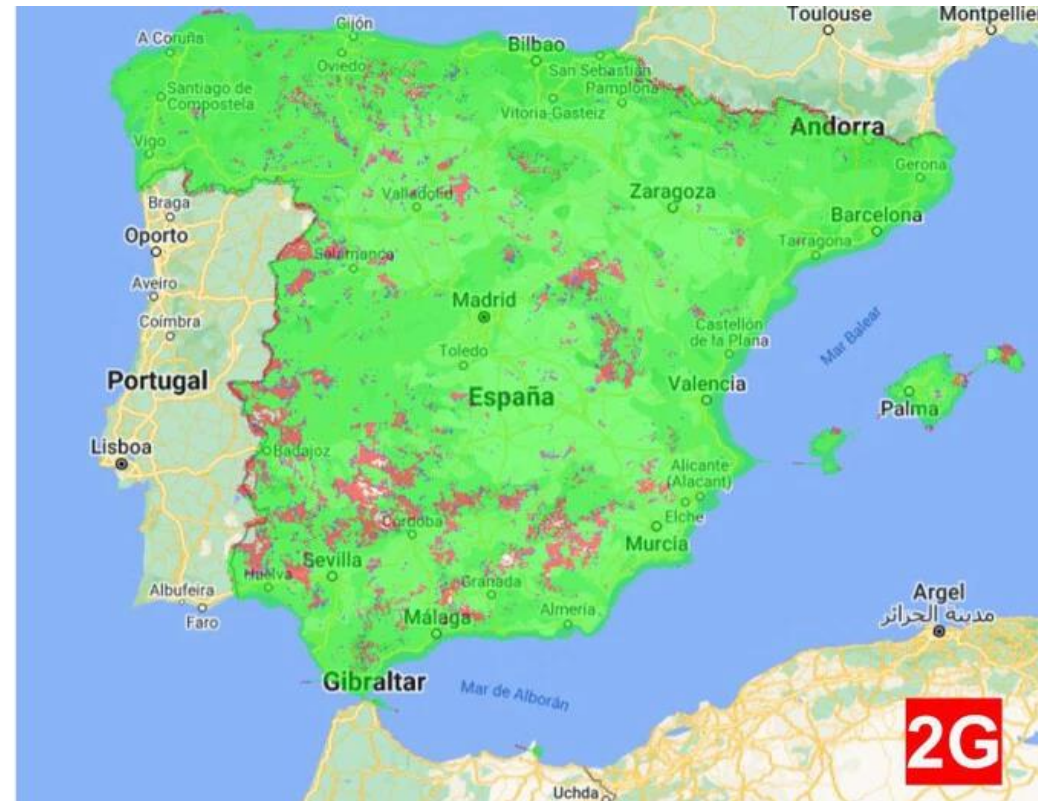 Toulouse
Montpellier
Gijón
A Coruña
Bilbao
Oviedo
San Sebastián
Santiago de
Compostela
Pamplona
Vitoria-Gasteiz
Andorra
Vigo
Gerona
Valladolid
Zaragoza
Braga
Barcelona
Oporto
Tarragona
Salamanca
Aveiro
Madrid
Coímbra
Castellón
de la Plana
Mar Balear
Toledo
Portugal
España
Valencia
Palma
Lisboa
Badajoz
Alicante
(Alacant)
Córdoba
Elche
Murcia
Sevilla
Huelva
Granada
Albufeira
Argel
مدينة الجزائر
Almería
Málaga
Faro
Gibraltar
Mar de Alborán
2G
Uchda